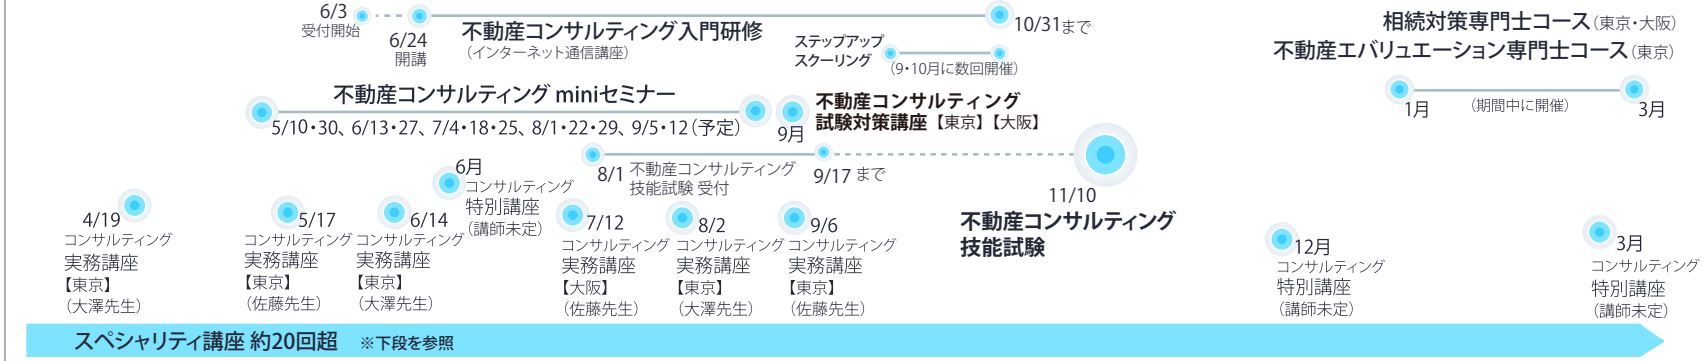 6/3
受付開始
6/24
開講
不動産コンサルティング入門研修
(インターネット通信講座)
10/31まで
ステップアップ
スクーリング
(9・10月に数回開催)
相続対策専門士コース(東京・大阪)
不動産エバリュエーション専門士コース(東京)
1月
(期間中に開催)
3月
不動産コンサルティング miniセミナー
5/10・30、6/13・27、7/4・18・25、8/1・22・29、9/5・12(予定)
9月
不動産コンサルティング
試験対策講座【東京】【大阪】
8/1
不動産コンサルティング
技能試験 受付
9/17 まで
11/10
不動産コンサルティング
技能試験
4/19
コンサルティング
実務講座
【東京】
(大澤先生)
5/17
コンサルティング
実務講座
【東京】
(佐藤先生)
6/14
コンサルティング
実務講座
【東京】
(大澤先生)
6月
コンサルティング
特別講座
(講師未定)
7/12
コンサルティング
実務講座
【大阪】
(佐藤先生)
8/2
コンサルティング
実務講座
【東京】
(大澤先生)
9/6
コンサルティング
実務講座
【東京】
(佐藤先生)
12月
コンサルティング
特別講座
(講師未定)
3月
コンサルティング
特別講座
(講師未定)
スペシャリティ講座 約20回超 ※下段を参照